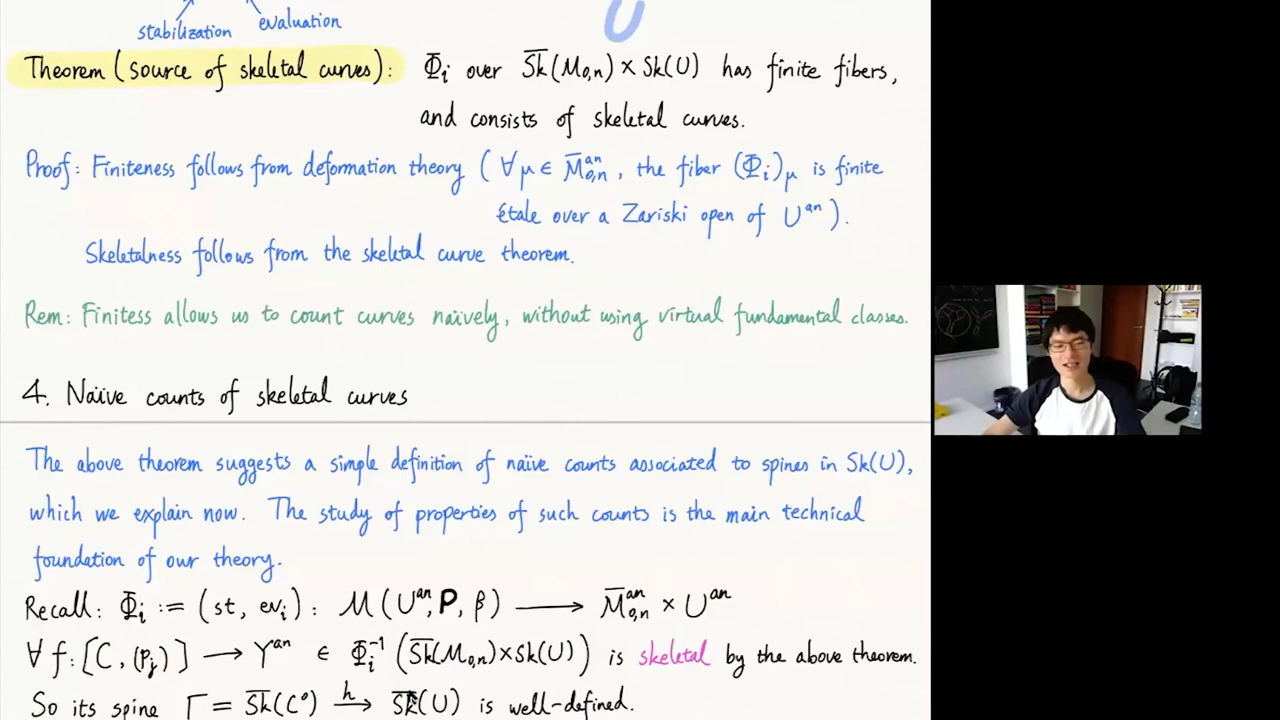 stabilization evaluation U
Theorem (source of skeletal curves): Φᵢ over S̅k̅(M₀,ₙ) × Sk(U) has finite fibers,
and consists of skeletal curves.
Proof: Finiteness follows from deformation theory (∀μ ∈ M̅₀,ₙᵃⁿ, the fiber (Φᵢ)_μ is finite
étale over a Zariski open of Uᵃⁿ).
Skeletalness follows from the skeletal curve theorem.
Rem: Finitess allows us to count curves naïvely, without using virtual fundamental classes.
4. Naïve counts of skeletal curves
The above theorem suggests a simple definition of naïve counts associated to spines in Sk(U),
which we explain now. The study of properties of such counts is the main technical
foundation of our theory.
Recall: Φᵢ := (st, evᵢ): M(Uᵃⁿ, P, β) ⟶ M̅₀,ₙᵃⁿ × Uᵃⁿ
∀f: [C, (pⱼ)] ⟶ Yᵃⁿ ∈ Φᵢ⁻¹(S̅k̅(M₀,ₙ)×Sk(U)) is skeletal by the above theorem.
So its spine Γ = S̅k̅(C°) →ʰ S̅k̅(U) is well-defined.